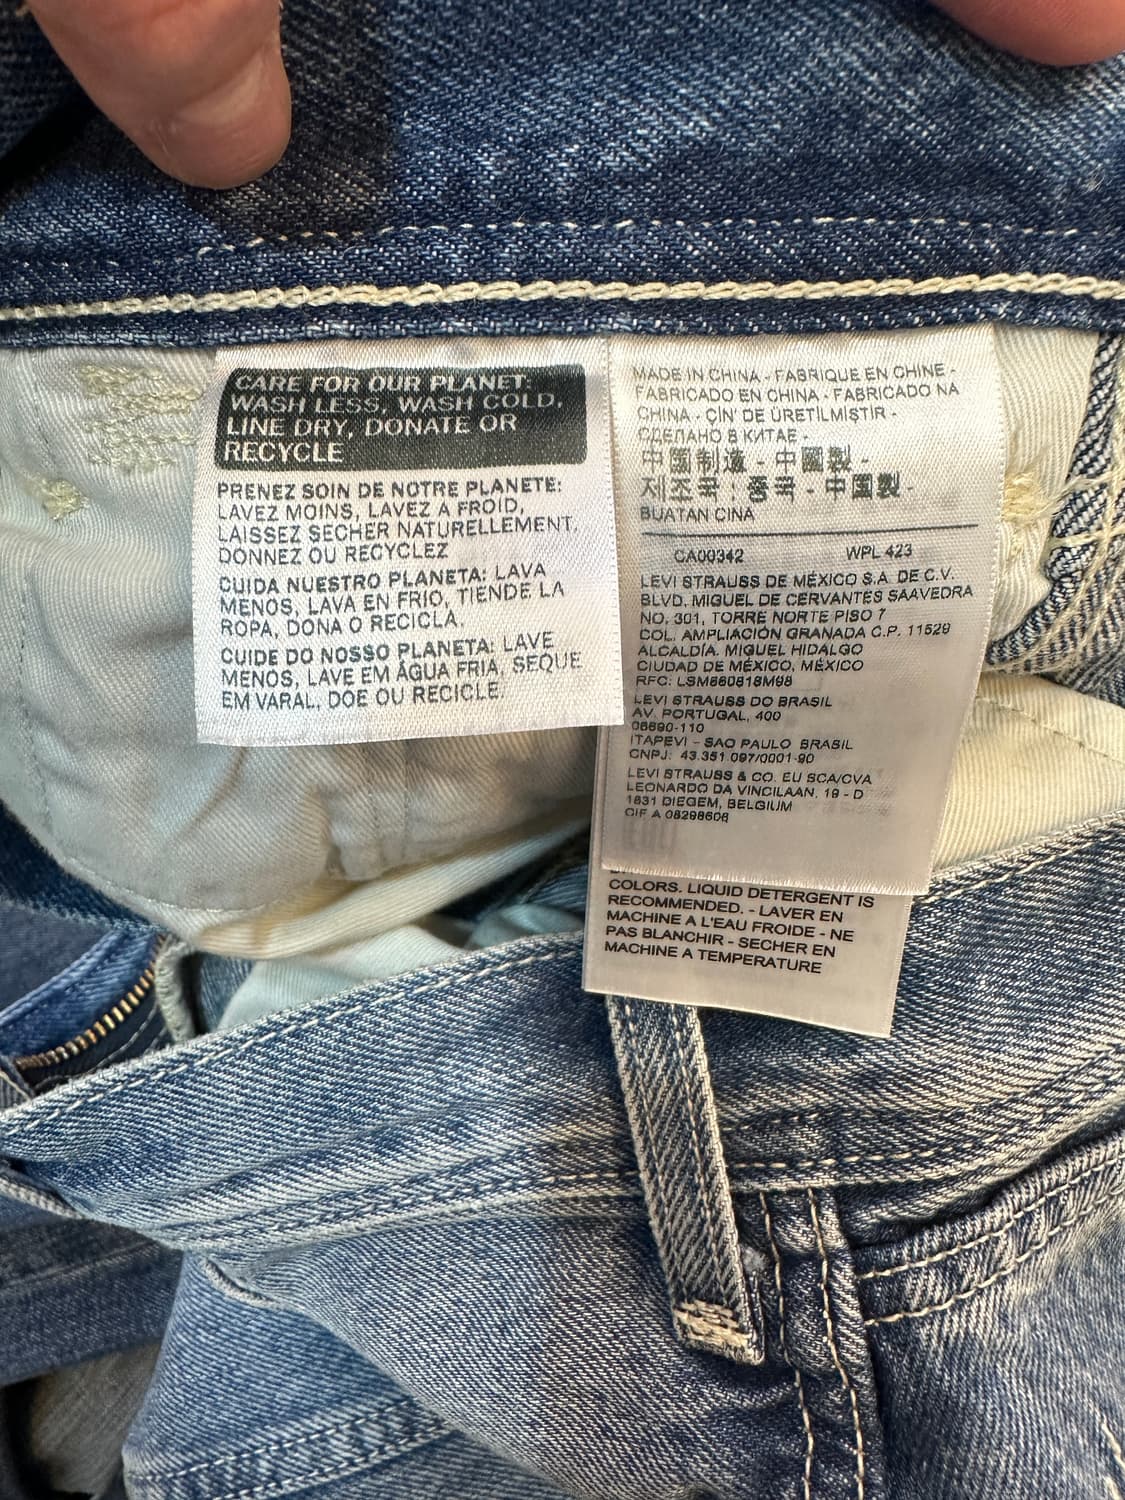 CARE FOR OUR PLANET:
WASH LESS, WASH COLD,
LINE DRY, DONATE OR
RECYCLE
PRENEZ SOIN DE NOTRE PLANETE:
LAVEZ MOINS, LAVEZ A FROID,
LAISSEZ SECHER NATURELLEMENT,
DONNEZ OU RECYCLEZ
CUIDA NUESTRO PLANETA: LAVA
MENOS, LAVA EN FRIO, TIENDE LA
ROPA, DONA O RECICLA.
CUIDE DO NOSSO PLANETA: LAVE
MENOS, LAVE EM ÁGUA FRIA, SEQUE
EM VARAL, DOE OU RECICLE
MADE IN CHINA - FABRIQUE EN CHINE -
FABRICADO EN CHINA - FABRICADO NA
CHINA - ÇİN' DE ÜRETİLMİŞTİR -
СДЕЛАНО В КИТАЕ -
中国制造 - 中國製 -
제조국 : 중국 - 中国製 -
BUATAN CINA
CA00342 WPL 423
LEVI STRAUSS DE MÉXICO S.A. DE C.V.
BLVD. MIGUEL DE CERVANTES SAAVEDRA
NO. 301, TORRE NORTE PISO 7
COL. AMPLIACIÓN GRANADA C.P. 11529
ALCALDÍA. MIGUEL HIDALGO
CIUDAD DE MÉXICO, MÉXICO
RFC: LSM860818M98
LEVI STRAUSS DO BRASIL
AV. PORTUGAL, 400
06690-110
ITAPEVI - SAO PAULO BRASIL
CNPJ. 43.351.097/0001-90
LEVI STRAUSS & CO. EU SCA/CVA
LEONARDO DA VINCILAAN, 19 - D
1831 DIEGEM, BELGIUM
CIF A 08298608
COLORS. LIQUID DETERGENT IS
RECOMMENDED. - LAVER EN
MACHINE A L'EAU FROIDE - NE
PAS BLANCHIR - SECHER EN
MACHINE A TEMPERATURE